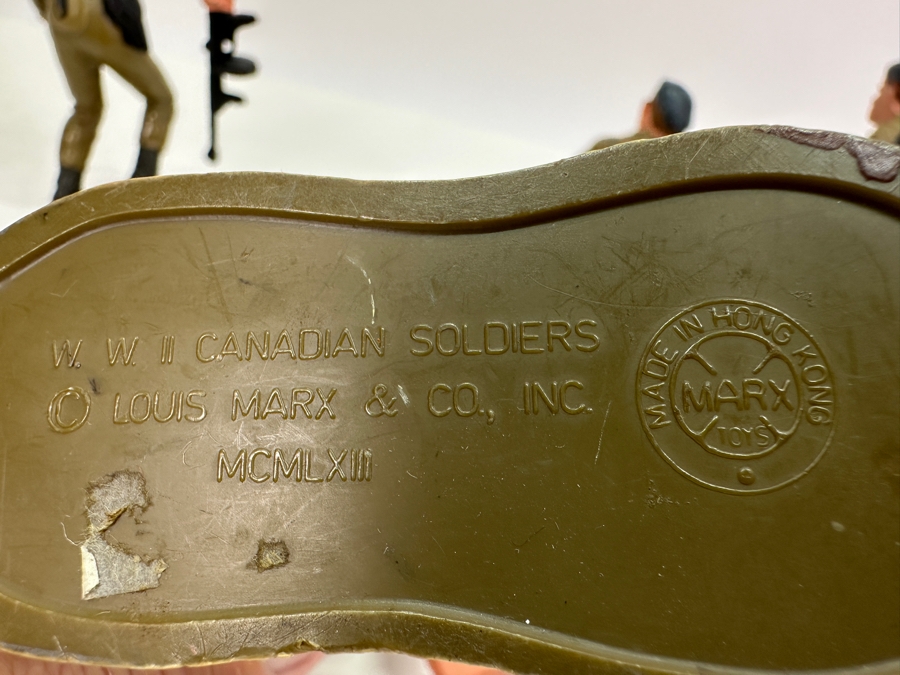 W. W. II CANADIAN SOLDIERS
© LOUIS MARX & CO., INC.
MCMLXIII
MADE IN HONG KONG
MARX
TOYS